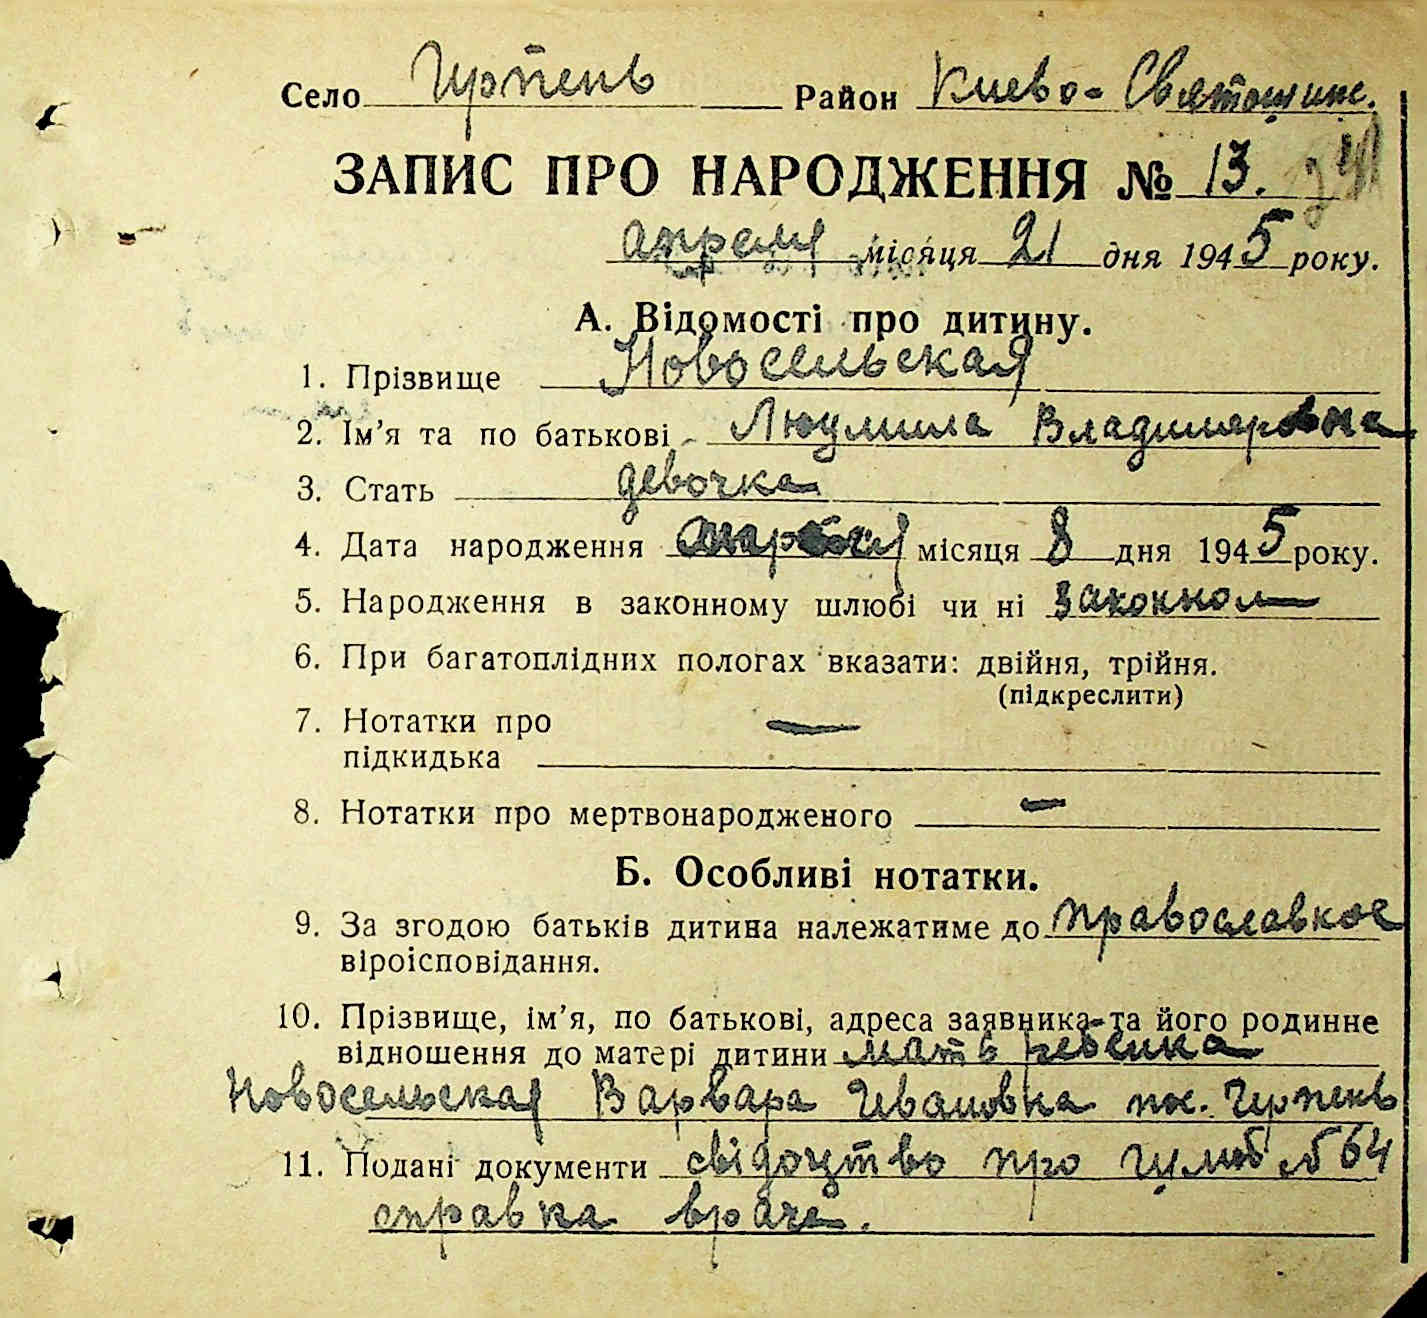 Село Ирпень Район Киево-Святошинс.
ЗАПИС ПРО НАРОДЖЕННЯ № 13.
апреля місяця 21 дня 1945 року.
А. Відомості про дитину.
1. Прізвище Новосельская
2. Ім’я та по батькові Людмила Владимировна
3. Стать девочка
4. Дата народження місяця 8 дня 1945 року.
5. Народження в законному шлюбі чи ні законном
6. При багатоплідних пологах вказати: двійня, трійня.
(підкреслити)
7. Нотатки про —
підкидька
8. Нотатки про мертвонародженого —
Б. Особливі нотатки.
9. За згодою батьків дитина належатиме до православное
віроісповідання.
10. Прізвище, ім’я, по батькові, адреса заявника та його родинне
відношення до матері дитини мать ребенка
Новосельская Варвара Ивановна пос. Ирпень
11. Подані документи свідоцтво про шлюб № 64
справка врача.